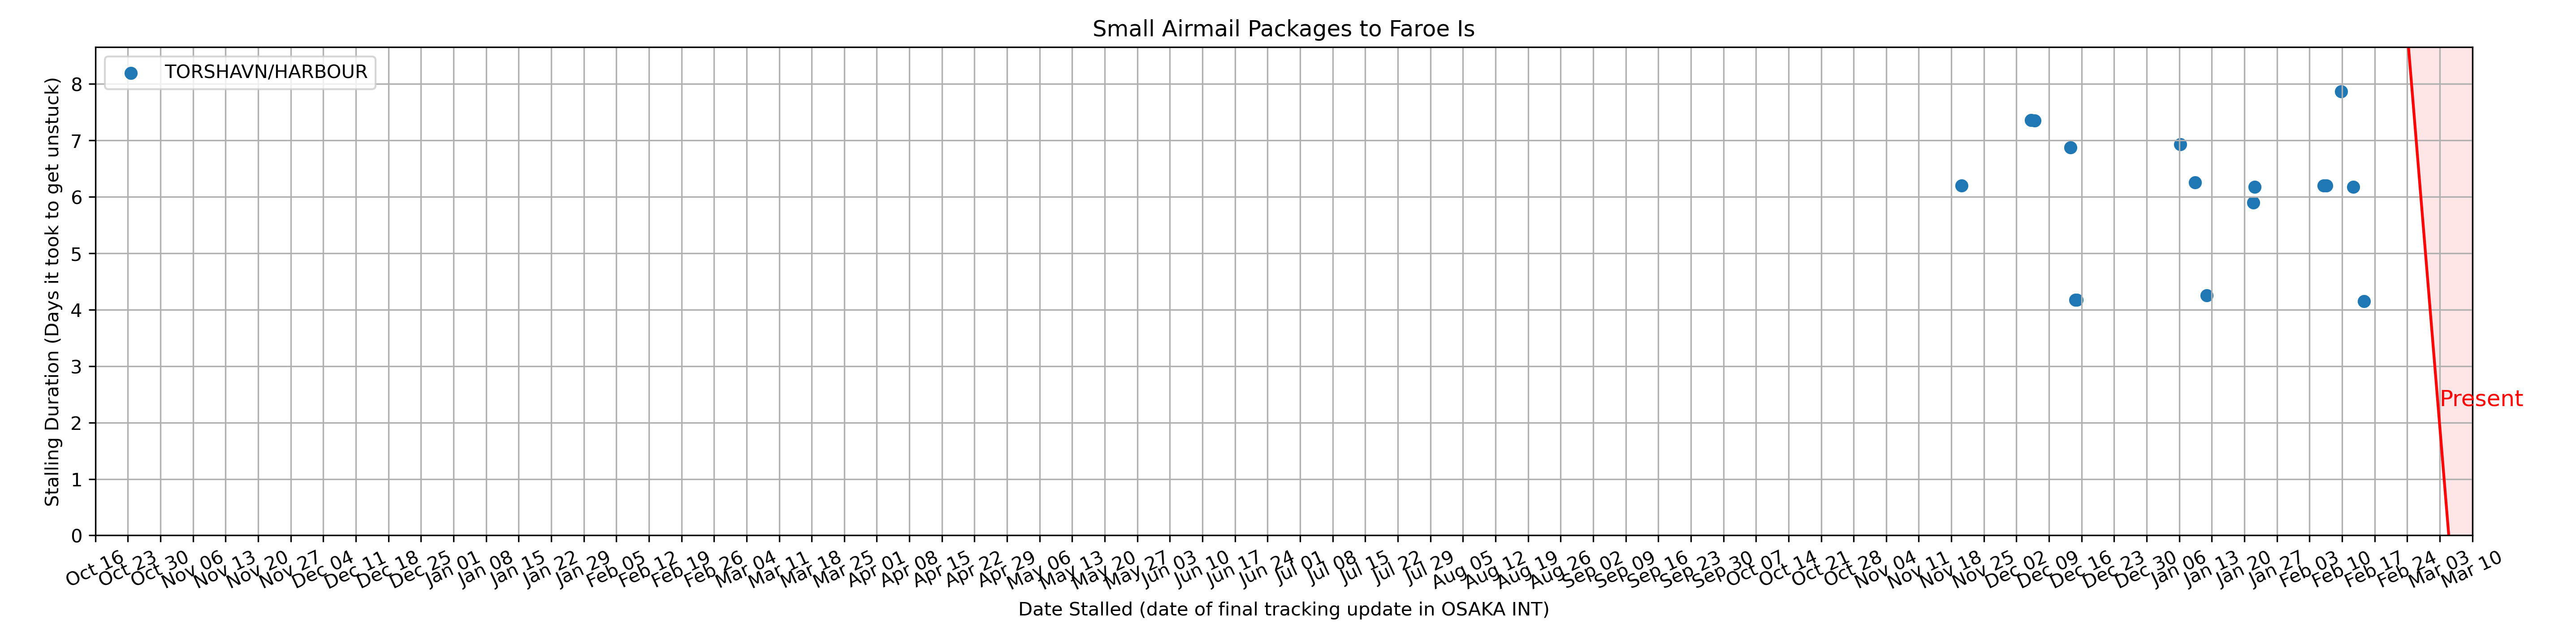 Small Airmail Packages to Faroe Is
TORSHAVN/HARBOUR
Stalling Duration (Days it took to get unstuck)
8
7
6
5
4
3
2
1
0
Present
Oct 16
Oct 23
Oct 30
Nov 06
Nov 13
Nov 20
Nov 27
Dec 04
Dec 11
Dec 18
Dec 25
Jan 01
Jan 08
Jan 15
Jan 22
Jan 29
Feb 05
Feb 12
Feb 19
Feb 26
Mar 04
Mar 11
Mar 18
Mar 25
Apr 01
Apr 08
Apr 15
Apr 22
Apr 29
May 06
May 13
May 20
May 27
Jun 03
Jun 10
Jun 17
Jun 24
Jul 01
Jul 08
Jul 15
Jul 22
Jul 29
Aug 05
Aug 12
Aug 19
Aug 26
Sep 02
Sep 09
Sep 16
Sep 23
Sep 30
Oct 07
Oct 14
Oct 21
Oct 28
Nov 04
Nov 11
Nov 18
Nov 25
Dec 02
Dec 09
Dec 16
Dec 23
Dec 30
Jan 06
Jan 13
Jan 20
Jan 27
Feb 03
Feb 10
Feb 17
Feb 24
Mar 03
Mar 10
Date Stalled (date of final tracking update in OSAKA INT)